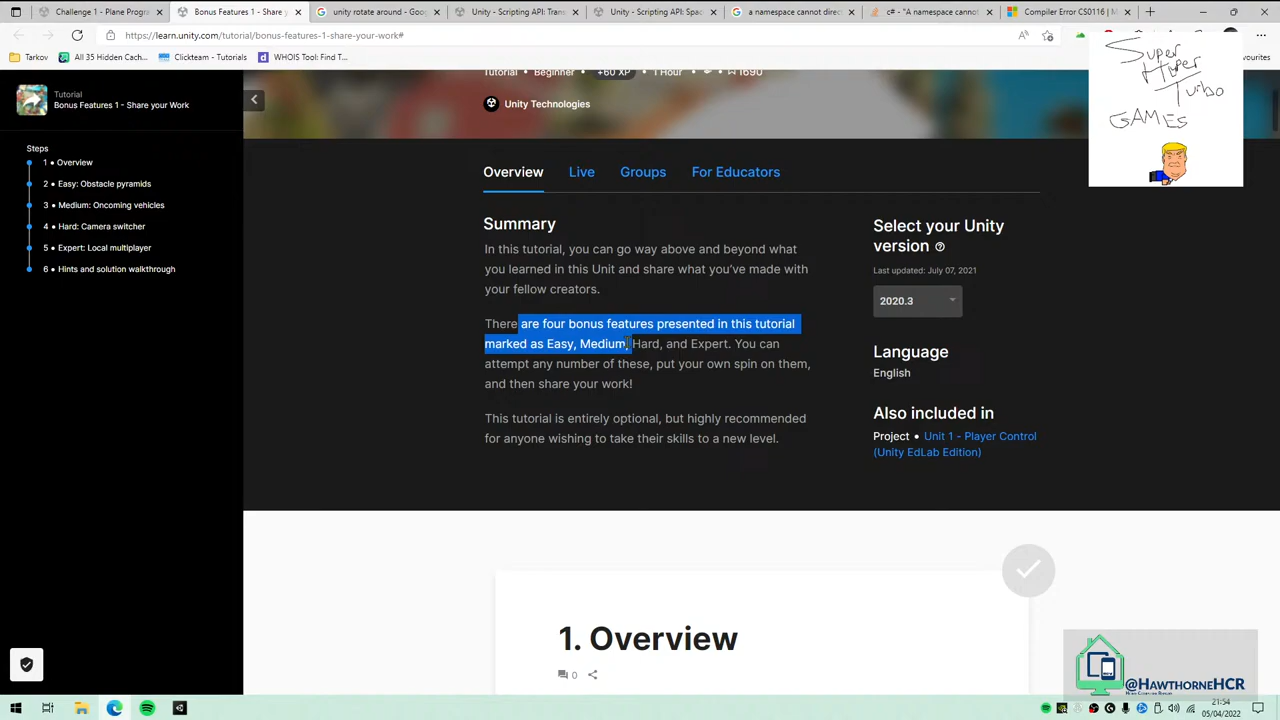 Challenge 1 - Plane Progra
Bonus Features 1 - Share y
unity rotate around - Goog
Unity - Scripting API: Tran
Unity - Scripting API: Spac
a namespace cannot direct
c# - "A namespace cannot
Compiler Error CS0116 | M
https://learn.unity.com/tutorial/bonus-features-1-share-your-work#
Tarkov
All 35 Hidden Cach...
Clickteam - Tutorials
WHOIS Tool: Find T...
vourites
Super
Hyper
Turbo
GAMES
Tutorial
Bonus Features 1 - Share your Work
Steps
1 • Overview
2 • Easy: Obstacle pyramids
3 • Medium: Oncoming vehicles
4 • Hard: Camera switcher
5 • Expert: Local multiplayer
6 • Hints and solution walkthrough
Tutorial • Beginner • +60 XP • 1 Hour • 1690
Unity Technologies
Overview
Live
Groups
For Educators
Summary
In this tutorial, you can go way above and beyond what
you learned in this Unit and share what you've made with
your fellow creators.
There are four bonus features presented in this tutorial
marked as Easy, Medium, Hard, and Expert. You can
attempt any number of these, put your own spin on them,
and then share your work!
This tutorial is entirely optional, but highly recommended
for anyone wishing to take their skills to a new level.
Select your Unity
version
Last updated: July 07, 2021
2020.3
Language
English
Also included in
Project • Unit 1 - Player Control
(Unity EdLab Edition)
1. Overview
0
@HAWTHORNEHCR
21:54
05/04/2022